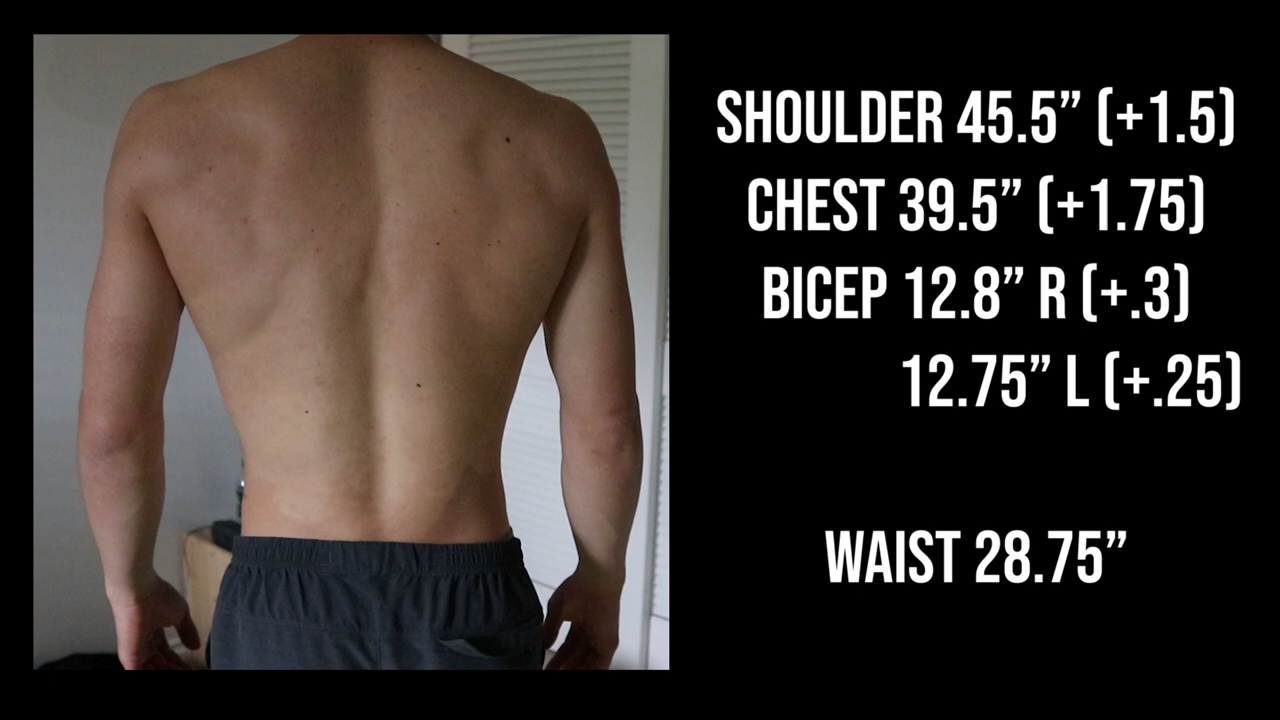 SHOULDER 45.5” (+1.5)
CHEST 39.5” (+1.75)
BICEP 12.8” R (+.3)
12.75” L (+.25)
WAIST 28.75”